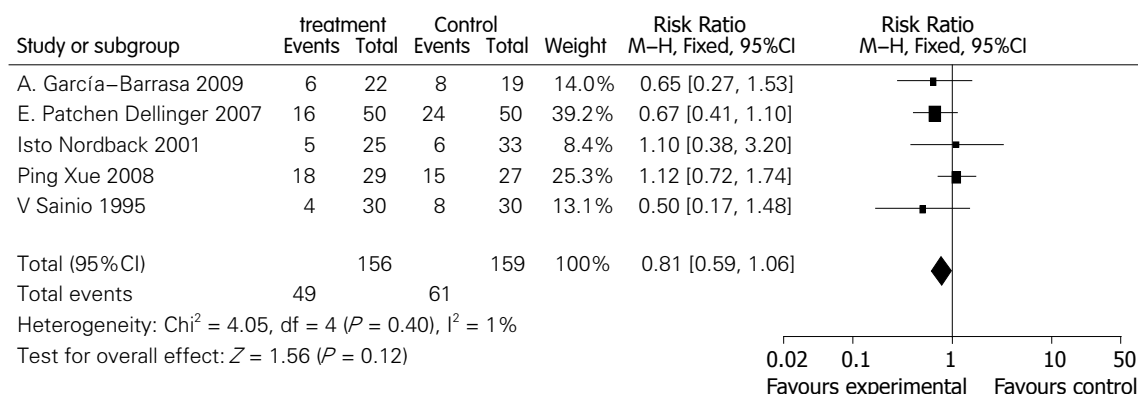 treatment Control Risk Ratio Risk Ratio
Study or subgroup Events Total Events Total Weight M–H, Fixed, 95%CI M–H, Fixed, 95%CI
A. García–Barrasa 2009 6 22 8 19 14.0% 0.65 [0.27, 1.53]
E. Patchen Dellinger 2007 16 50 24 50 39.2% 0.67 [0.41, 1.10]
Isto Nordback 2001 5 25 6 33 8.4% 1.10 [0.38, 3.20]
Ping Xue 2008 18 29 15 27 25.3% 1.12 [0.72, 1.74]
V Sainio 1995 4 30 8 30 13.1% 0.50 [0.17, 1.48]
Total (95%CI) 156 159 100% 0.81 [0.59, 1.06]
Total events 49 61
Heterogeneity: Chi² = 4.05, df = 4 (P = 0.40), I² = 1%
Test for overall effect: Z = 1.56 (P = 0.12)
0.02 0.1 1 10 50
Favours experimental Favours control